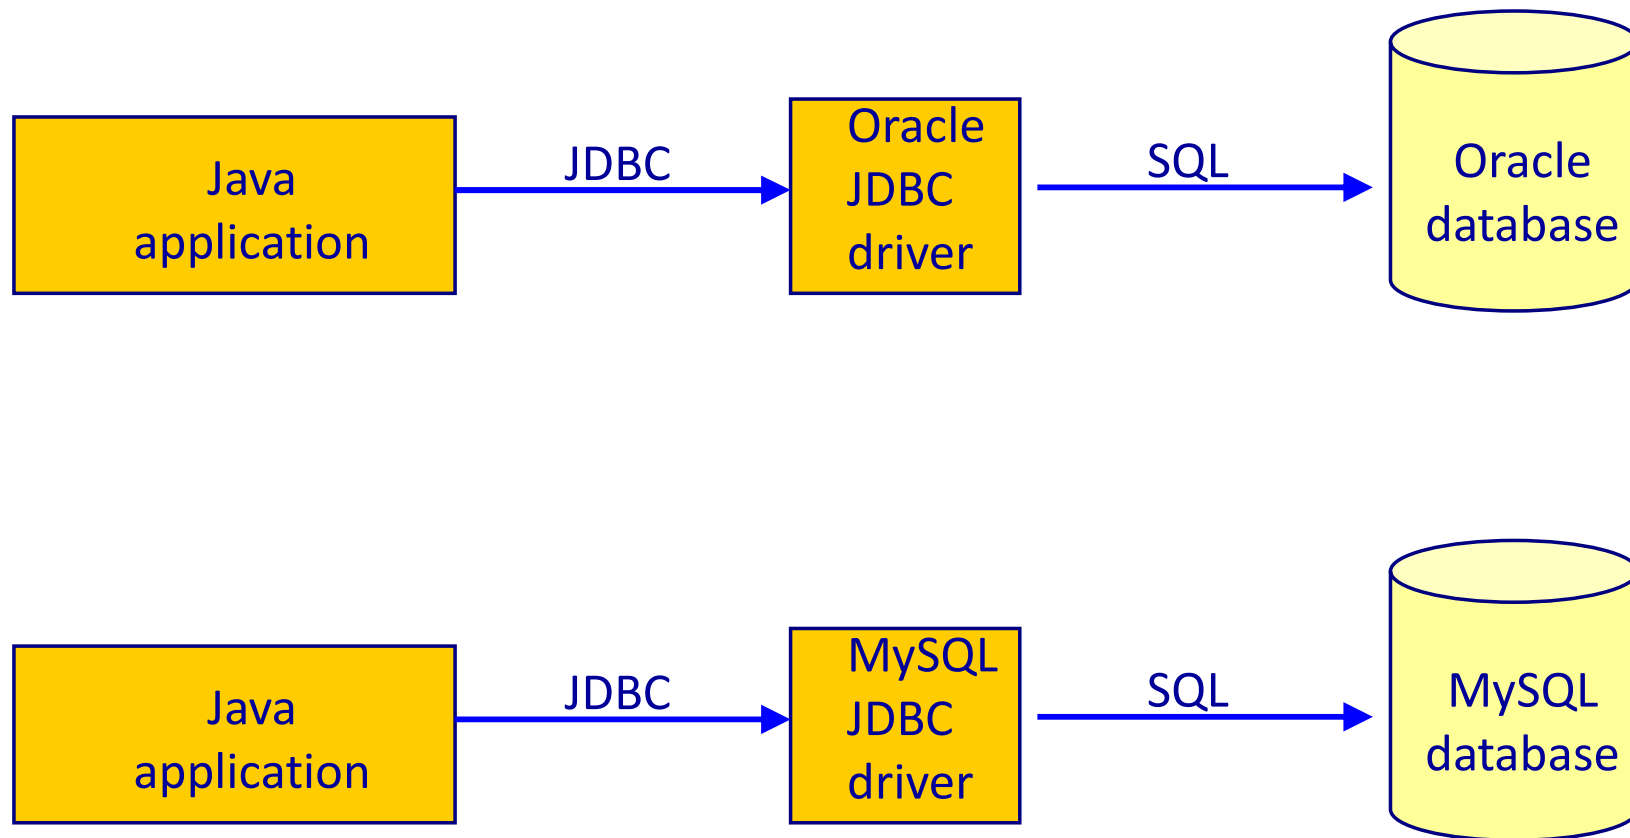 Java
application
JDBC
Oracle
JDBC
driver
SQL
Oracle
database
Java
application
JDBC
MySQL
JDBC
driver
SQL
MySQL
database